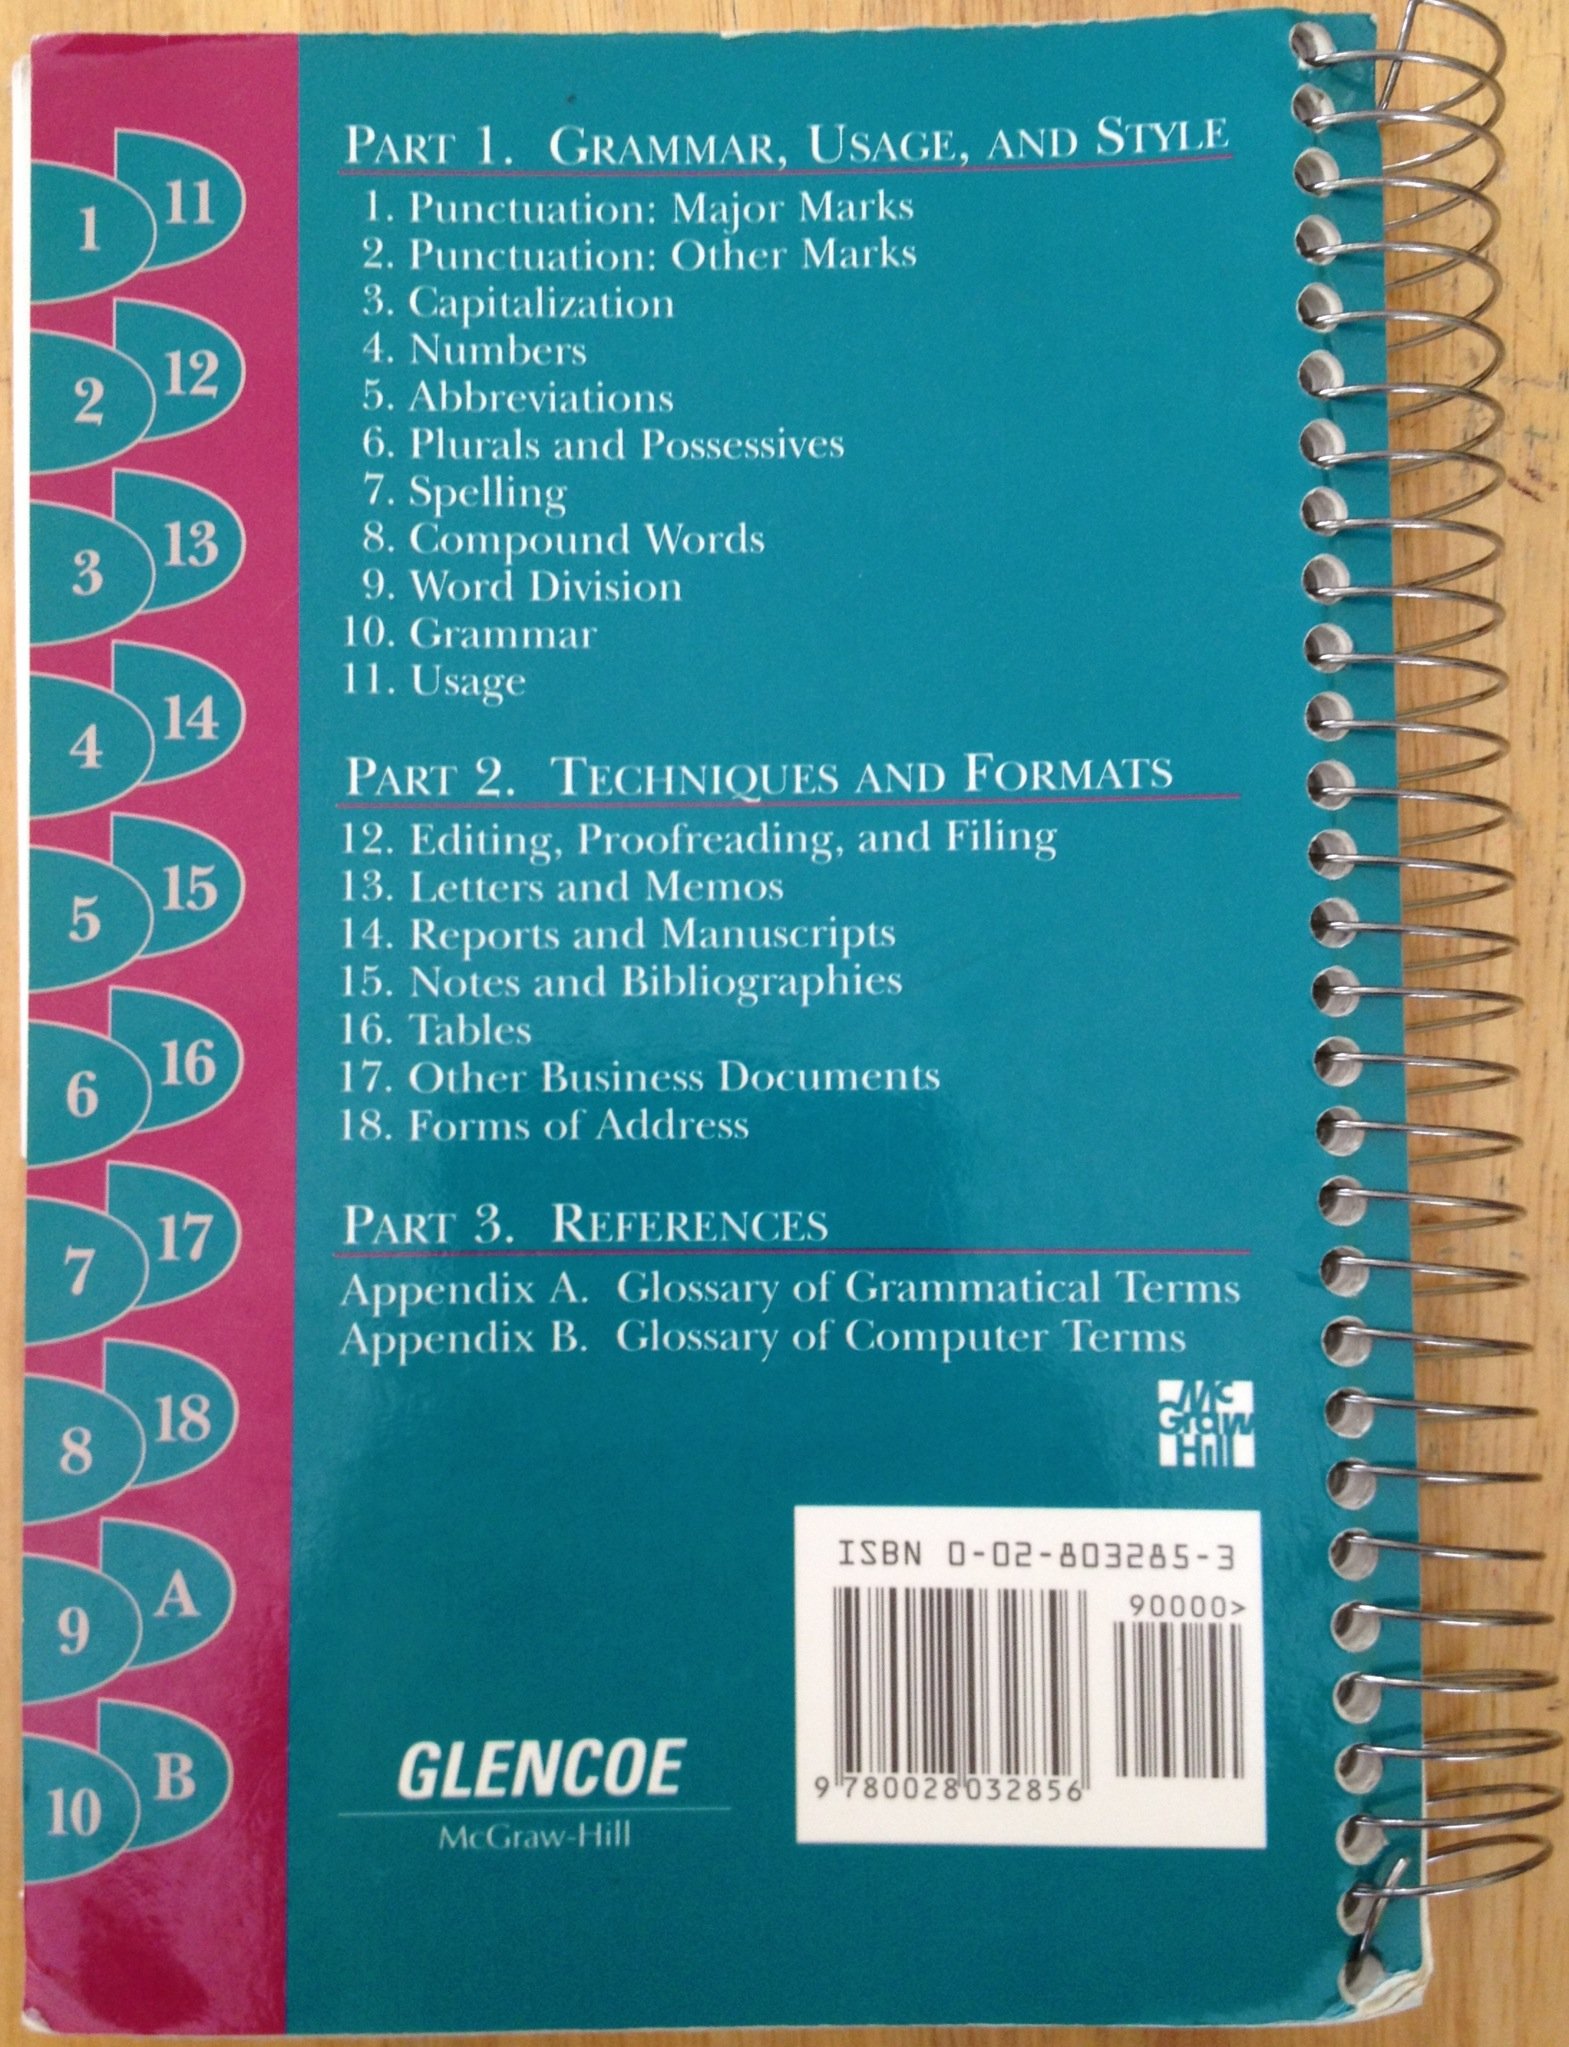 1
11
2
12
3
13
4
14
5
15
6
16
7
17
8
18
9
A
10
B
PART 1. GRAMMAR, USAGE, AND STYLE
1. Punctuation: Major Marks
2. Punctuation: Other Marks
3. Capitalization
4. Numbers
5. Abbreviations
6. Plurals and Possessives
7. Spelling
8. Compound Words
9. Word Division
10. Grammar
11. Usage
PART 2. TECHNIQUES AND FORMATS
12. Editing, Proofreading, and Filing
13. Letters and Memos
14. Reports and Manuscripts
15. Notes and Bibliographies
16. Tables
17. Other Business Documents
18. Forms of Address
PART 3. REFERENCES
Appendix A. Glossary of Grammatical Terms
Appendix B. Glossary of Computer Terms
Mc
Graw
Hill
ISBN 0-02-803285-3
90000>
9 780028 032856
GLENCOE
McGraw-Hill